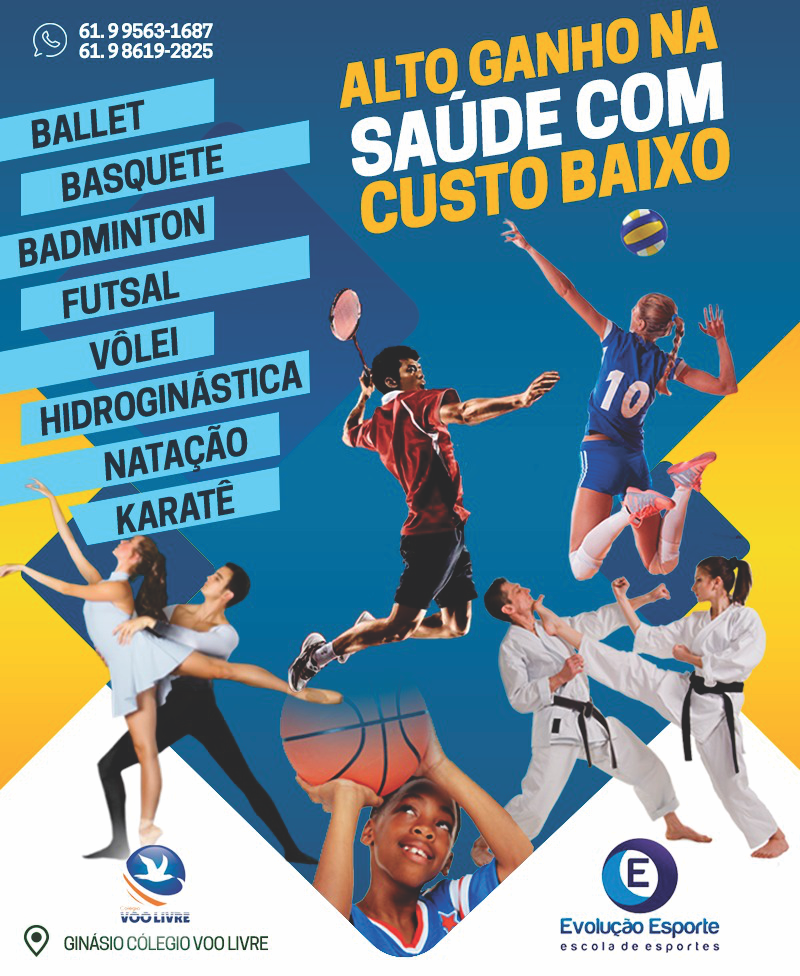 61. 9 9563-1687
61. 9 8619-2825
ALTO GANHO NA
SAÚDE COM
CUSTO BAIXO
BALLET
BASQUETE
BADMINTON
FUTSAL
VÔLEI
HIDROGINÁSTICA
NATAÇÃO
KARATÊ
10
Colégio
VOO LIVRE
GINÁSIO CÓLEGIO VOO LIVRE
E
Evolução Esporte
escola de esportes